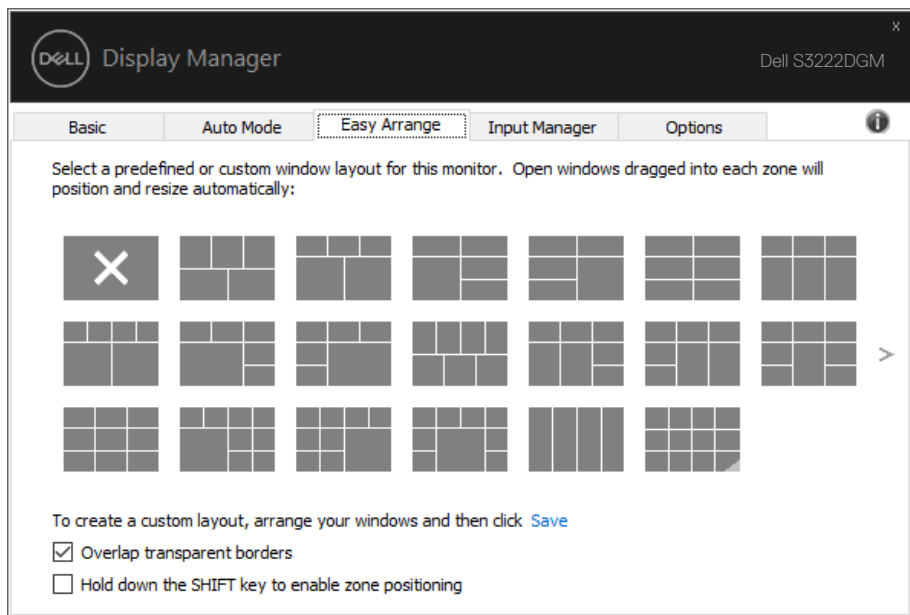 x
DELL Display Manager
Dell S3222DGM
Basic Auto Mode Easy Arrange Input Manager Options i
Select a predefined or custom window layout for this monitor. Open windows dragged into each zone will
position and resize automatically:
>
To create a custom layout, arrange your windows and then click Save
Overlap transparent borders
Hold down the SHIFT key to enable zone positioning